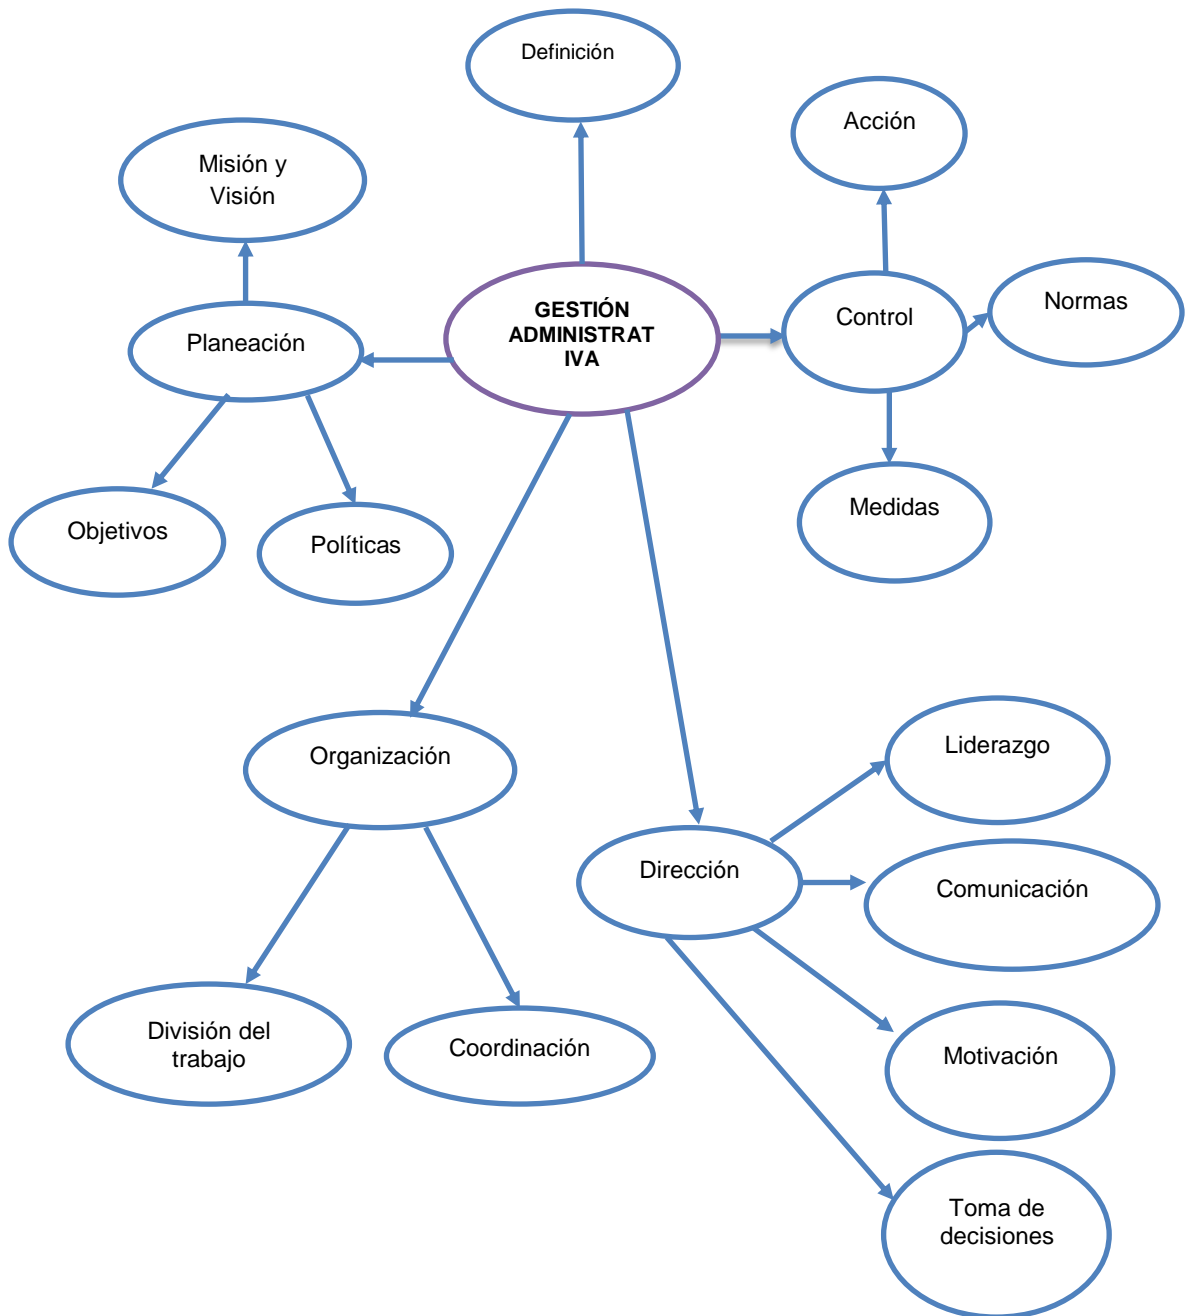 Definición
Acción
Misión y
Visión
GESTIÓN
ADMINISTRAT
IVA
Normas
Control
Planeación
Medidas
Objetivos
Políticas
Liderazgo
Organización
Dirección
Comunicación
División del
trabajo
Coordinación
Motivación
Toma de
decisiones